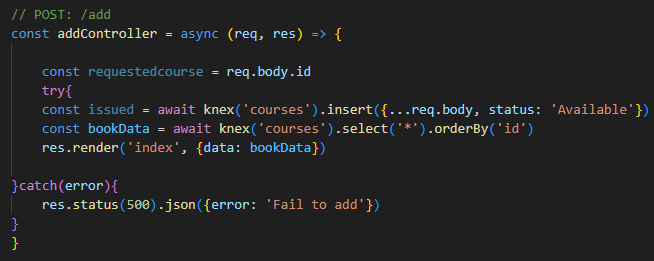 // POST: /add
const addController = async (req, res) => {
const requestedcourse = req.body.id
try{
const issued = await knex('courses').insert({...req.body, status: 'Available'})
const bookData = await knex('courses').select('*').orderBy('id')
res.render('index', {data: bookData})
}catch(error){
res.status(500).json({error: 'Fail to add'})
}
}